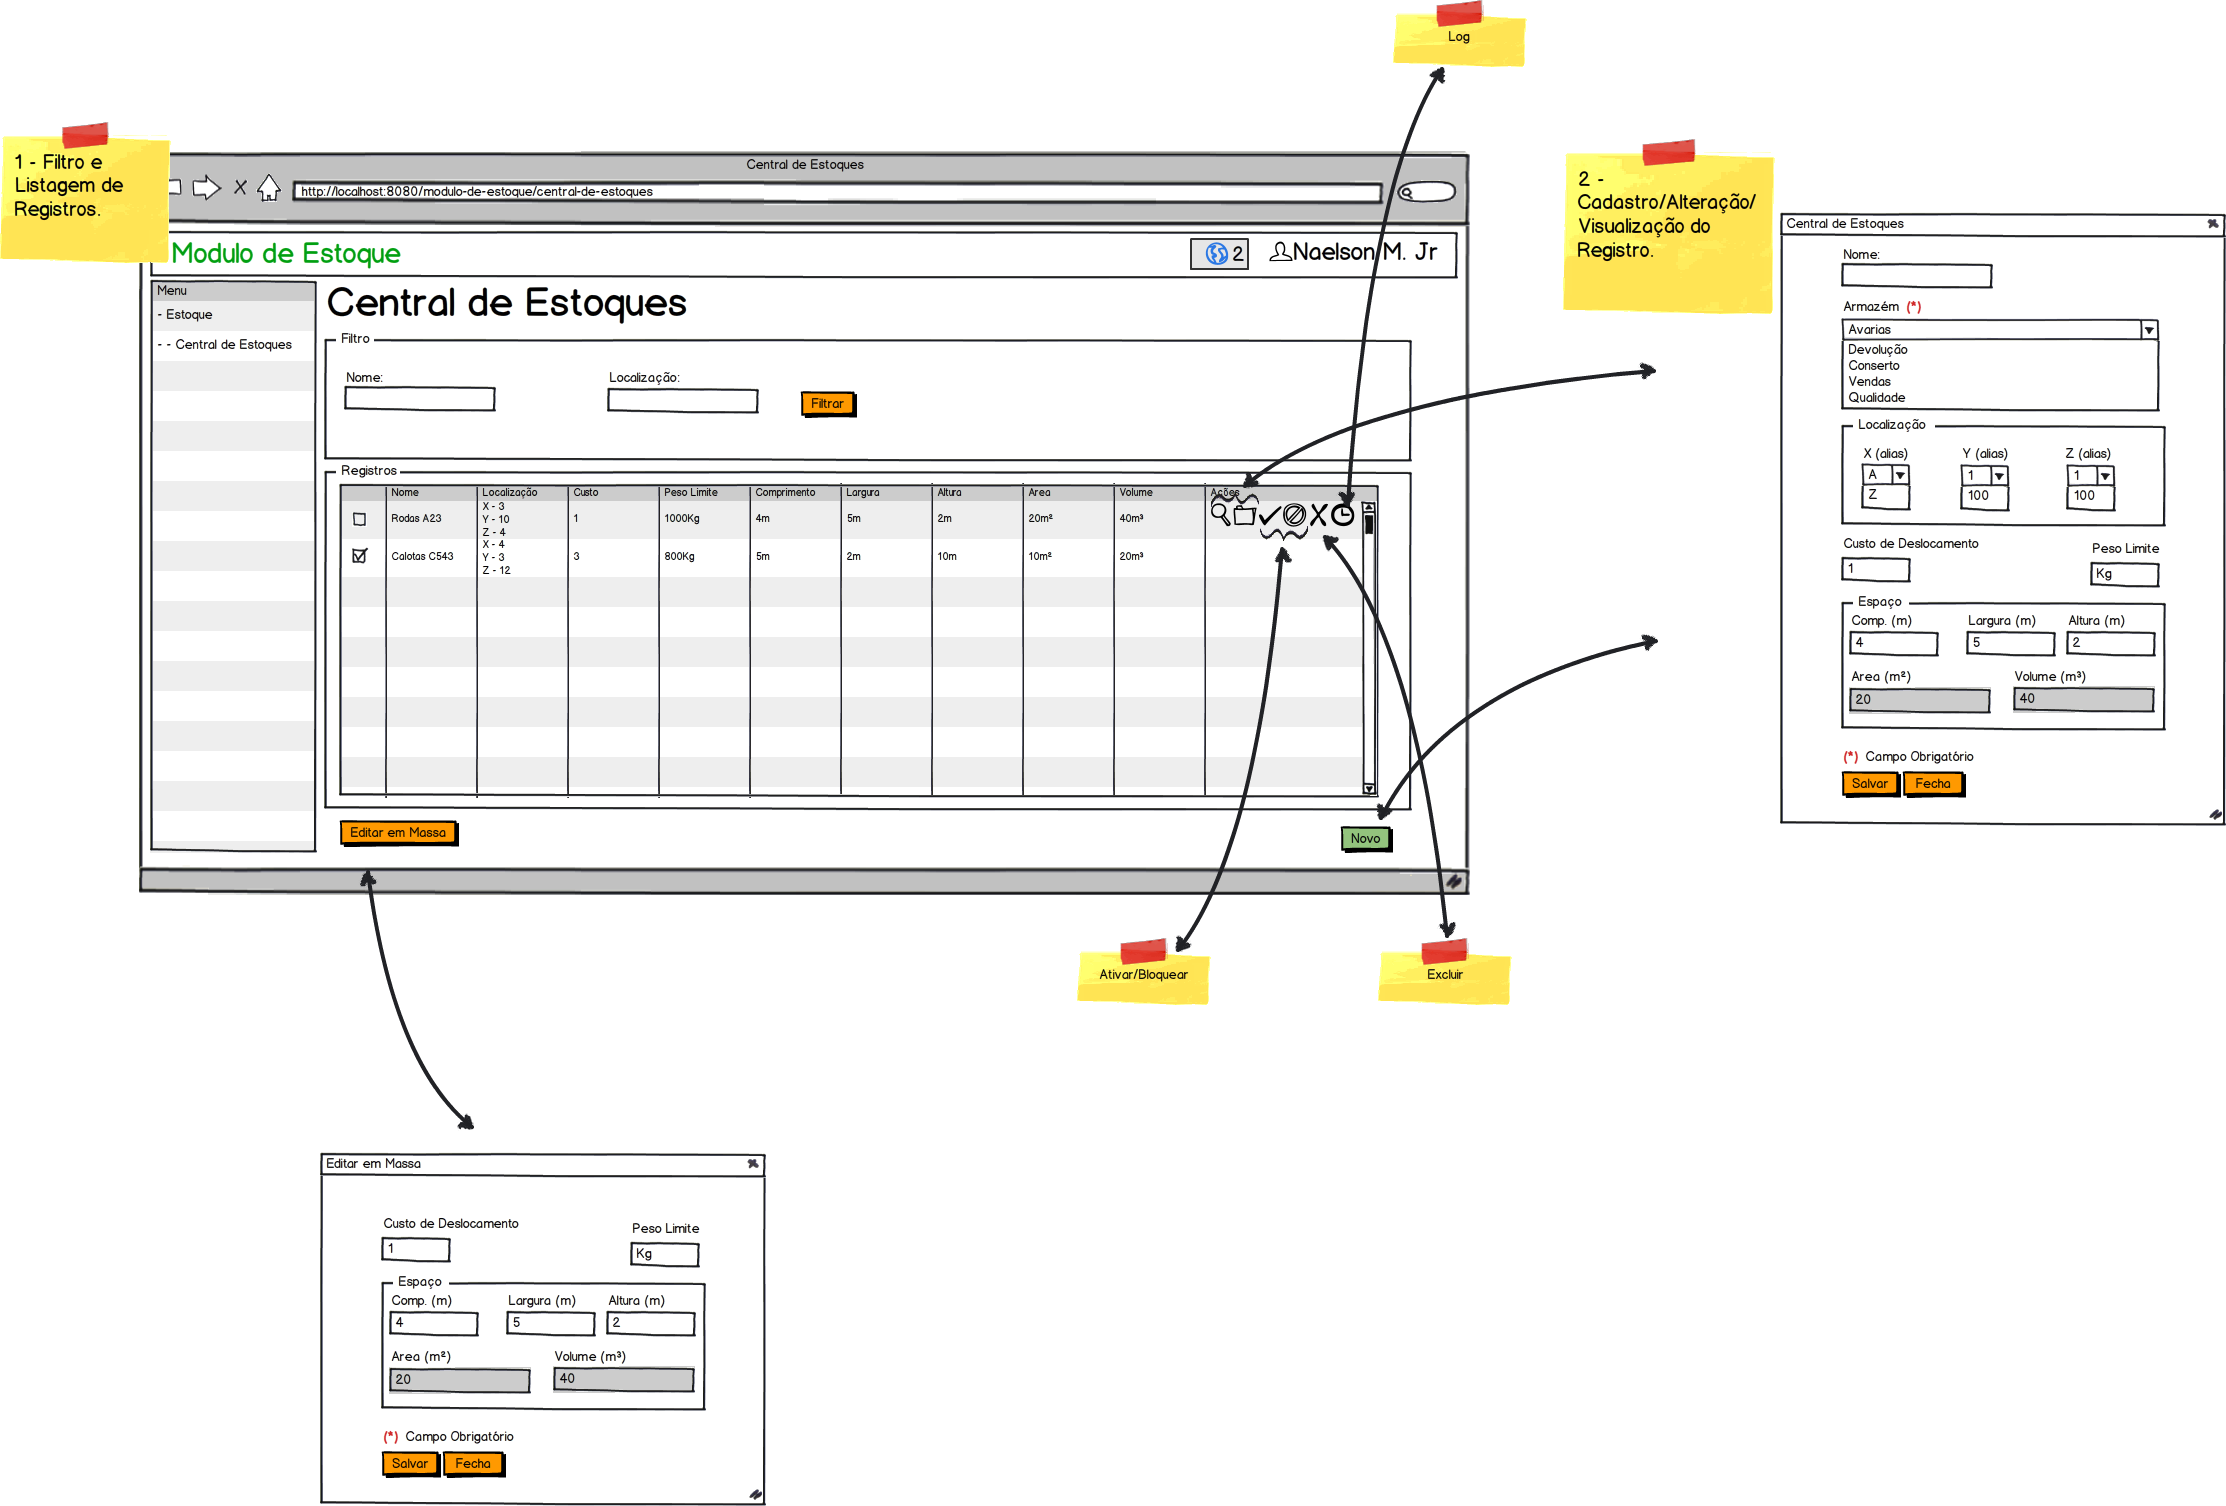 Log
1 - Filtro e
Listagem de
Registros.
Central de Estoques
http://localhost:8080/modulo-de-estoque/central-de-estoques
Modulo de Estoque
2
Naelson M. Jr
Menu
- Estoque
- - Central de Estoques
Central de Estoques
Filtro
Nome:
Localização:
Filtrar
Registros
Nome Localização Custo Peso Limite Comprimento Largura Altura Area Volume Ações
X - 3
Rodas A23 Y - 10 1 1000Kg 4m 5m 2m 20m² 40m³
Z - 4
X - 4
Calotas C543 Y - 3 3 800Kg 5m 2m 10m 10m² 20m³
Z - 12
Editar em Massa
Novo
2 -
Cadastro/Alteração/
Visualização do
Registro.
Central de Estoques
Nome:
Armazém (*)
Avarias
Devolução
Conserto
Vendas
Qualidade
Localização
X (alias) Y (alias) Z (alias)
A 1 1
Z 100 100
Custo de Deslocamento Peso Limite
1 Kg
Espaço
Comp. (m) Largura (m) Altura (m)
4 5 2
Area (m²) Volume (m³)
20 40
(*) Campo Obrigatório
Salvar Fecha
Ativar/Bloquear
Excluir
Editar em Massa
Custo de Deslocamento Peso Limite
1 Kg
Espaço
Comp. (m) Largura (m) Altura (m)
4 5 2
Area (m²) Volume (m³)
20 40
(*) Campo Obrigatório
Salvar Fecha